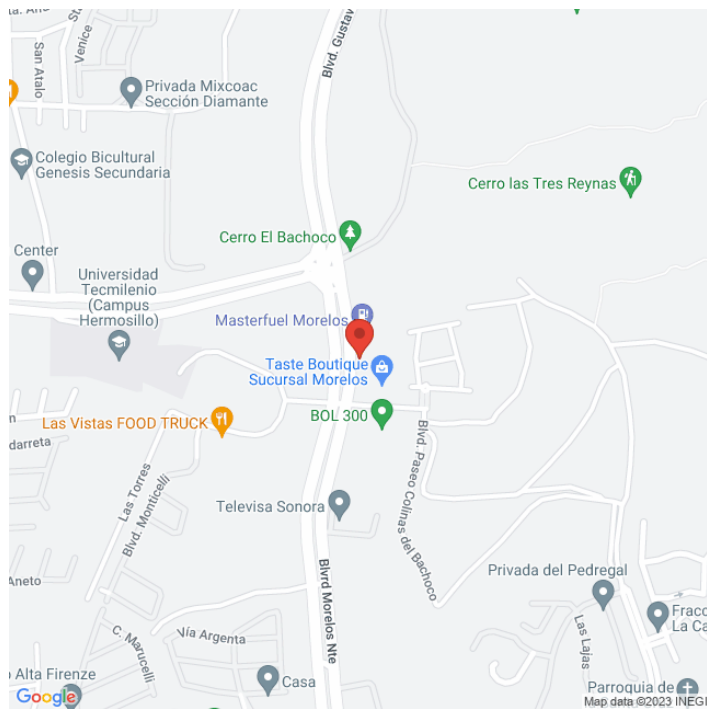 Sta. An
Sta
Venice
San Atalo
Blvd. Gustav
Privada Mixcoac
Sección Diamante
Colegio Bicultural
Genesis Secundaria
Cerro las Tres Reynas
Cerro El Bachoco
Center
Universidad
Tecmilenio
(Campus
Hermosillo)
Masterfuel Morelos
Taste Boutique
Sucursal Morelos
BOL 300
Las Vistas FOOD TRUCK
darreta
Las Torres
Blvd. Monticelli
Blvd. Paseo Colinas del Bachoco
Televisa Sonora
Aneto
Privada del Pedregal
Blvrd Morelos Nte
C. Marucelli
Vía Argenta
Las Lajas
Fracc
La Ca
Alta Firenze
Casa
Parroquia de
Google
Map data ©2023 INEGI